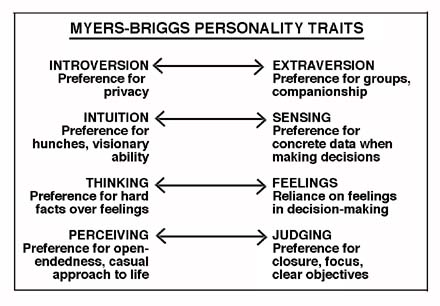 MYERS-BRIGGS PERSONALITY TRAITS
INTROVERSION
Preference for
privacy
EXTRAVERSION
Preference for groups,
companionship
INTUITION
Preference for
hunches, visionary
ability
SENSING
Preference for
concrete data when
making decisions
THINKING
Preference for hard
facts over feelings
FEELINGS
Reliance on feelings
in decision-making
PERCEIVING
Preference for open-
endedness, casual
approach to life
JUDGING
Preference for
closure, focus,
clear objectives